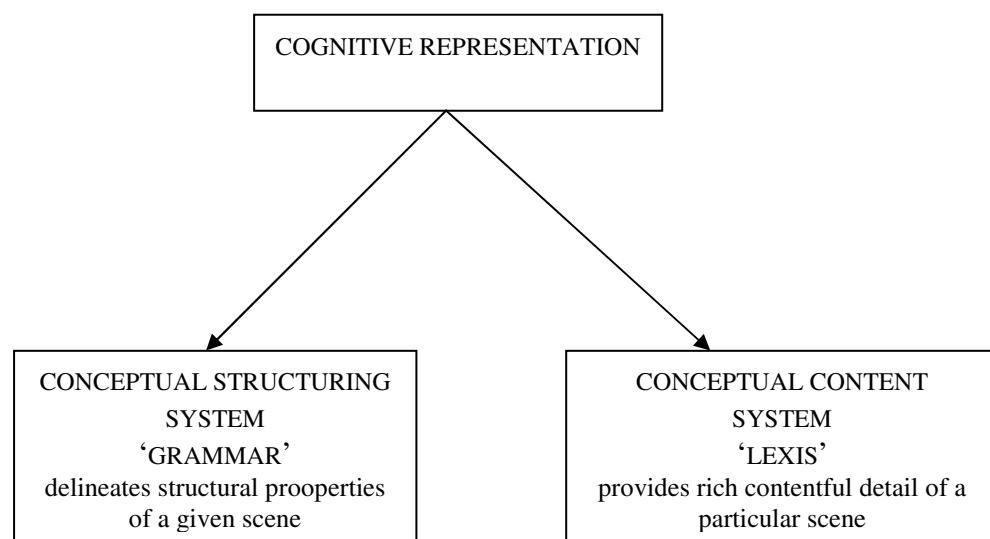 COGNITIVE REPRESENTATION
CONCEPTUAL STRUCTURING
SYSTEM
‘GRAMMAR’
delineates structural prooperties
of a given scene
CONCEPTUAL CONTENT
SYSTEM
‘LEXIS’
provides rich contentful detail of a
particular scene